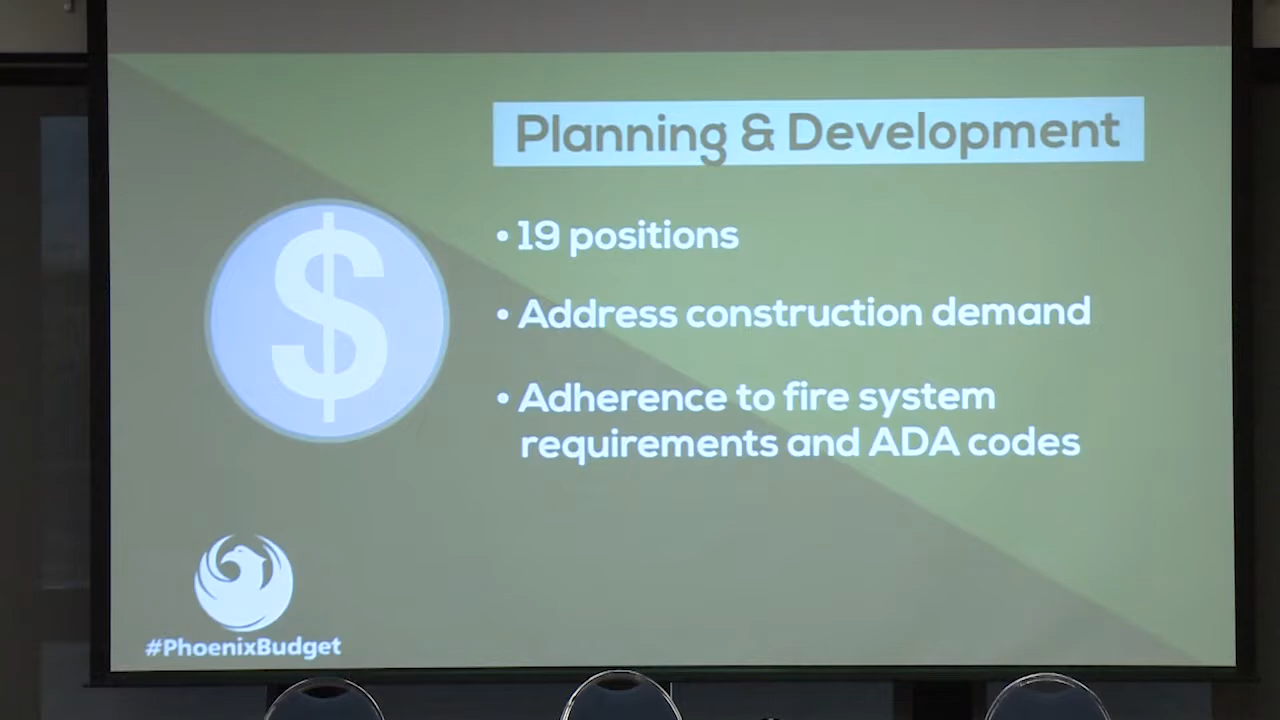 Planning & Development
• 19 positions
• Address construction demand
• Adherence to fire system
requirements and ADA codes
$
#PhoenixBudget